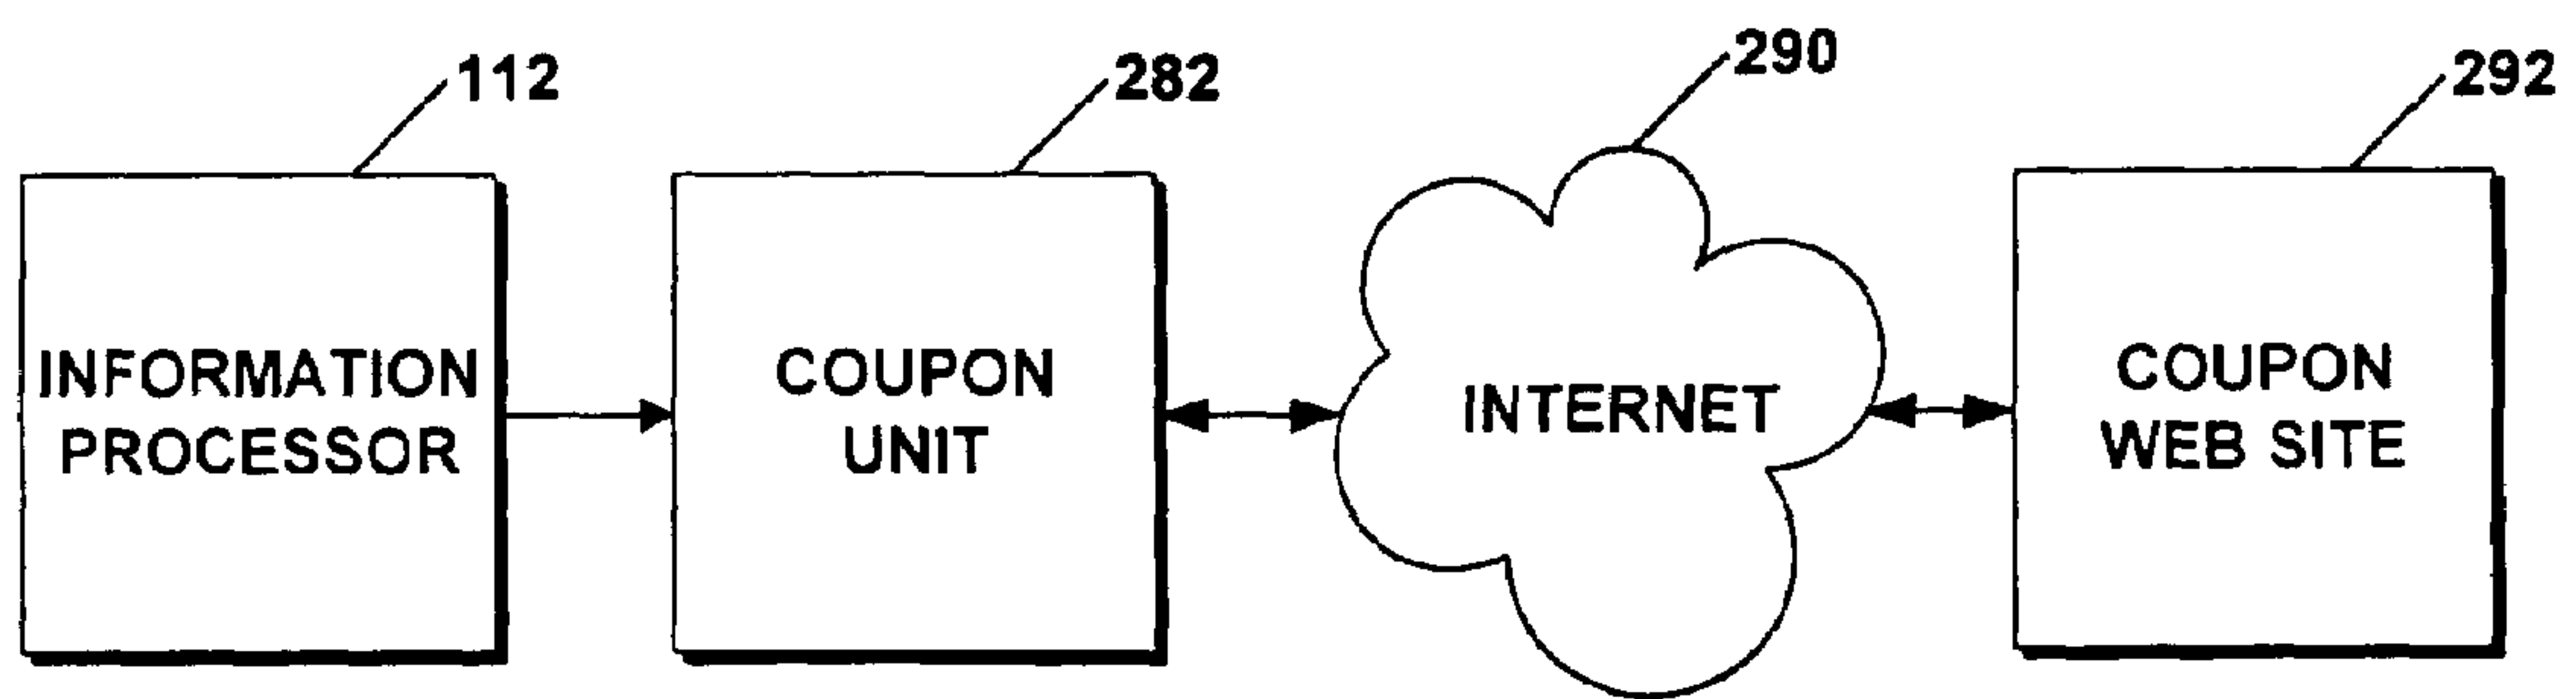 112
282
290
292
INFORMATION
PROCESSOR
COUPON
UNIT
INTERNET
COUPON
WEB SITE